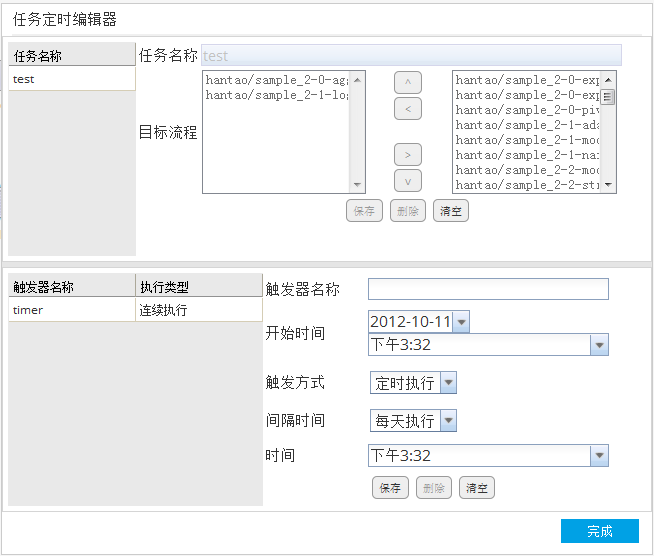 任务定时编辑器
任务名称
test
任务名称 test
目标流程
hantao/sample_2-0-ag
hantao/sample_2-1-lo
^
<
>
v
hantao/sample_2-0-exp
hantao/sample_2-0-exp
hantao/sample_2-0-piv
hantao/sample_2-1-ada
hantao/sample_2-1-moc
hantao/sample_2-1-nai
hantao/sample_2-2-moc
hantao/sample_2-2-str
保存 删除 清空
触发器名称 执行类型
timer 连续执行
触发器名称
开始时间 2012-10-11
下午3:32
触发方式 定时执行
间隔时间 每天执行
时间 下午3:32
保存 删除 清空
完成